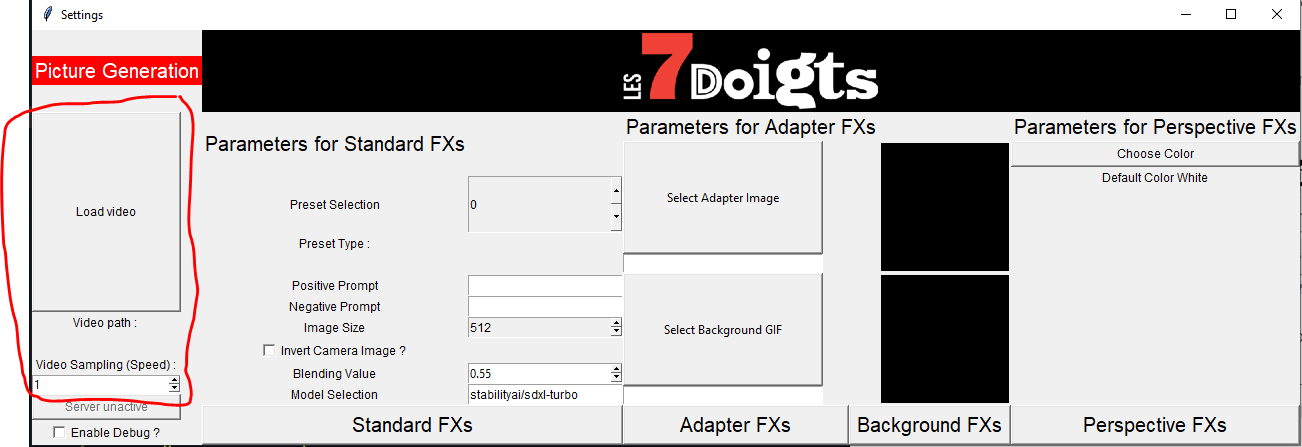 Settings
Picture Generation
LES 7 DOigts
Load video
Video path :
Video Sampling (Speed) :
1
Server unactive
Enable Debug ?
Parameters for Standard FXs
Preset Selection
0
Preset Type :
Positive Prompt
Negative Prompt
Image Size
512
Invert Camera Image ?
Blending Value
0.55
Model Selection
stabilityai/sdxl-turbo
Standard FXs
Parameters for Adapter FXs
Select Adapter Image
Select Background GIF
Adapter FXs
Background FXs
Parameters for Perspective FXs
Choose Color
Default Color White
Perspective FXs